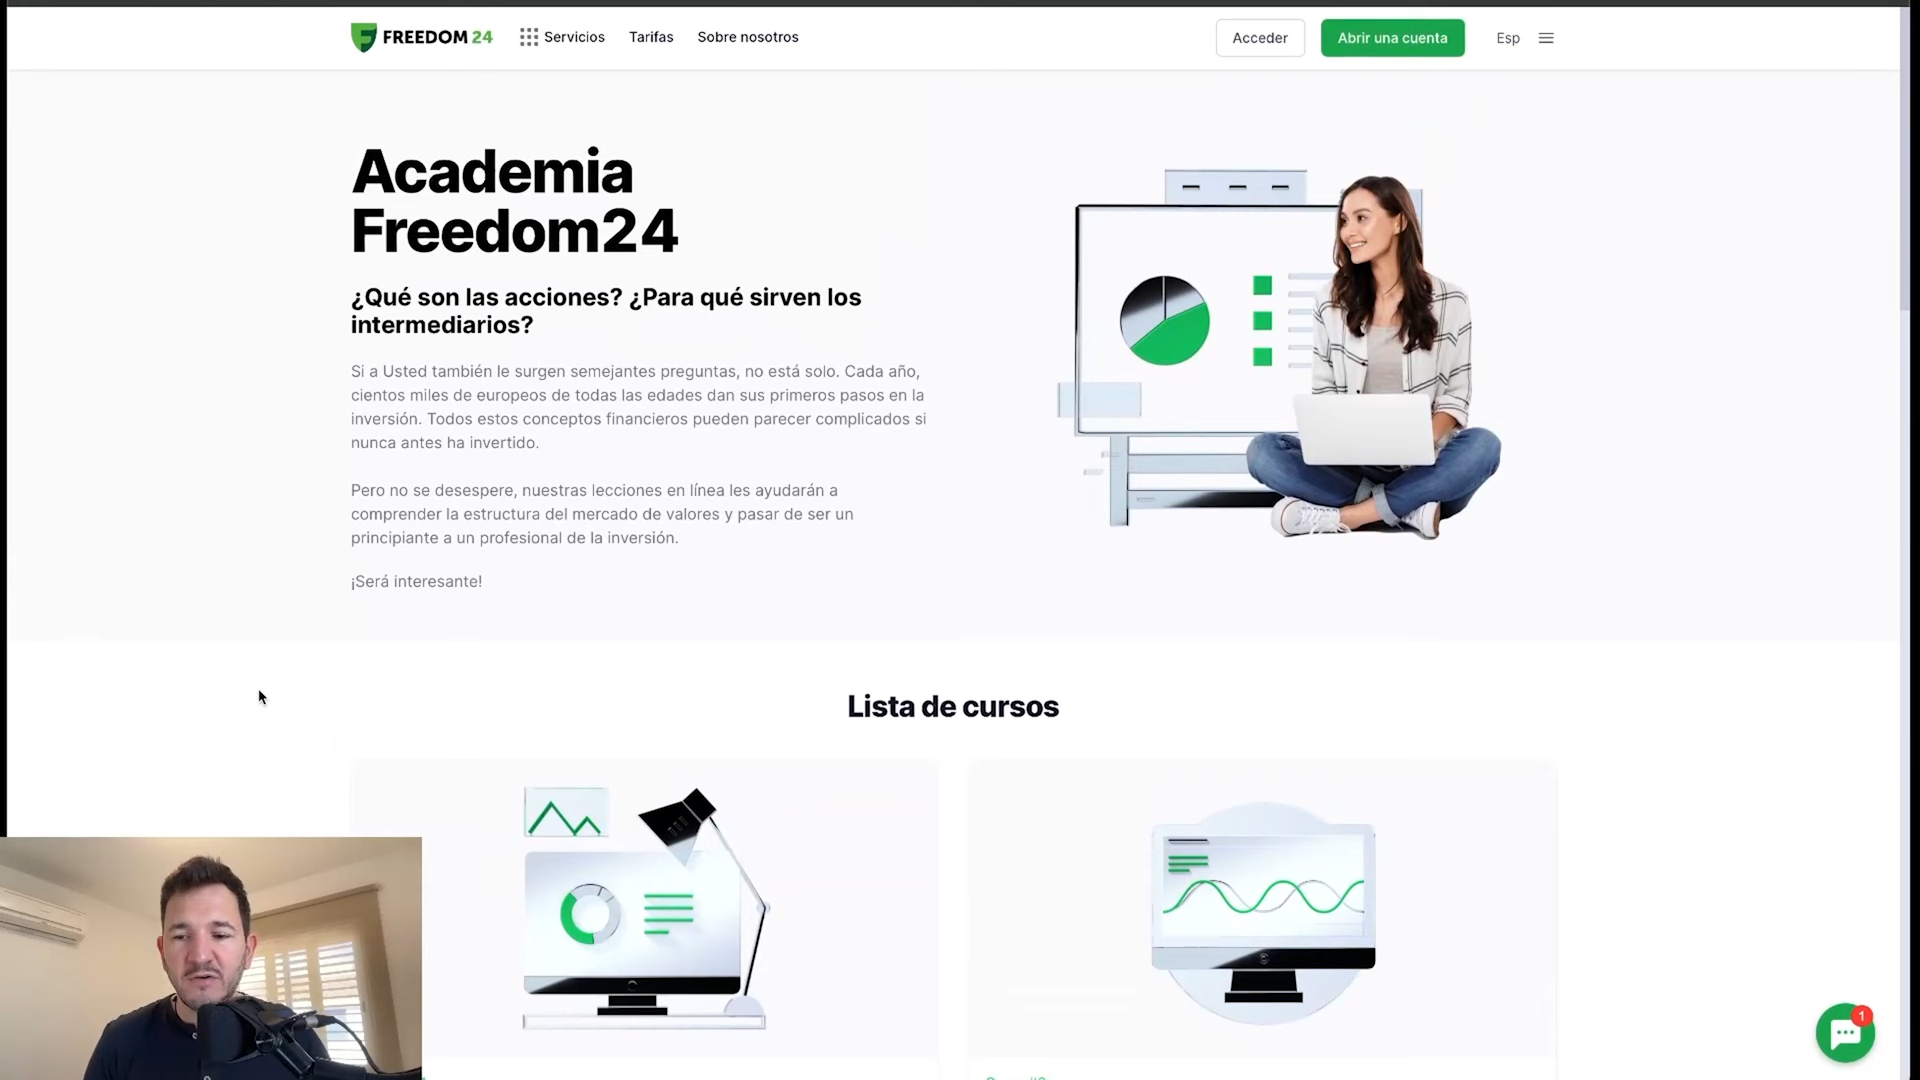 FREEDOM 24
Servicios
Tarifas
Sobre nosotros
Acceder
Abrir una cuenta
Esp
Academia
Freedom24
¿Qué son las acciones? ¿Para qué sirven los
intermediarios?
Si a Usted también le surgen semejantes preguntas, no está solo. Cada año,
cientos miles de europeos de todas las edades dan sus primeros pasos en la
inversión. Todos estos conceptos financieros pueden parecer complicados si
nunca antes ha invertido.
Pero no se desespere, nuestras lecciones en línea les ayudarán a
comprender la estructura del mercado de valores y pasar de ser un
principiante a un profesional de la inversión.
¡Será interesante!
Lista de cursos
1